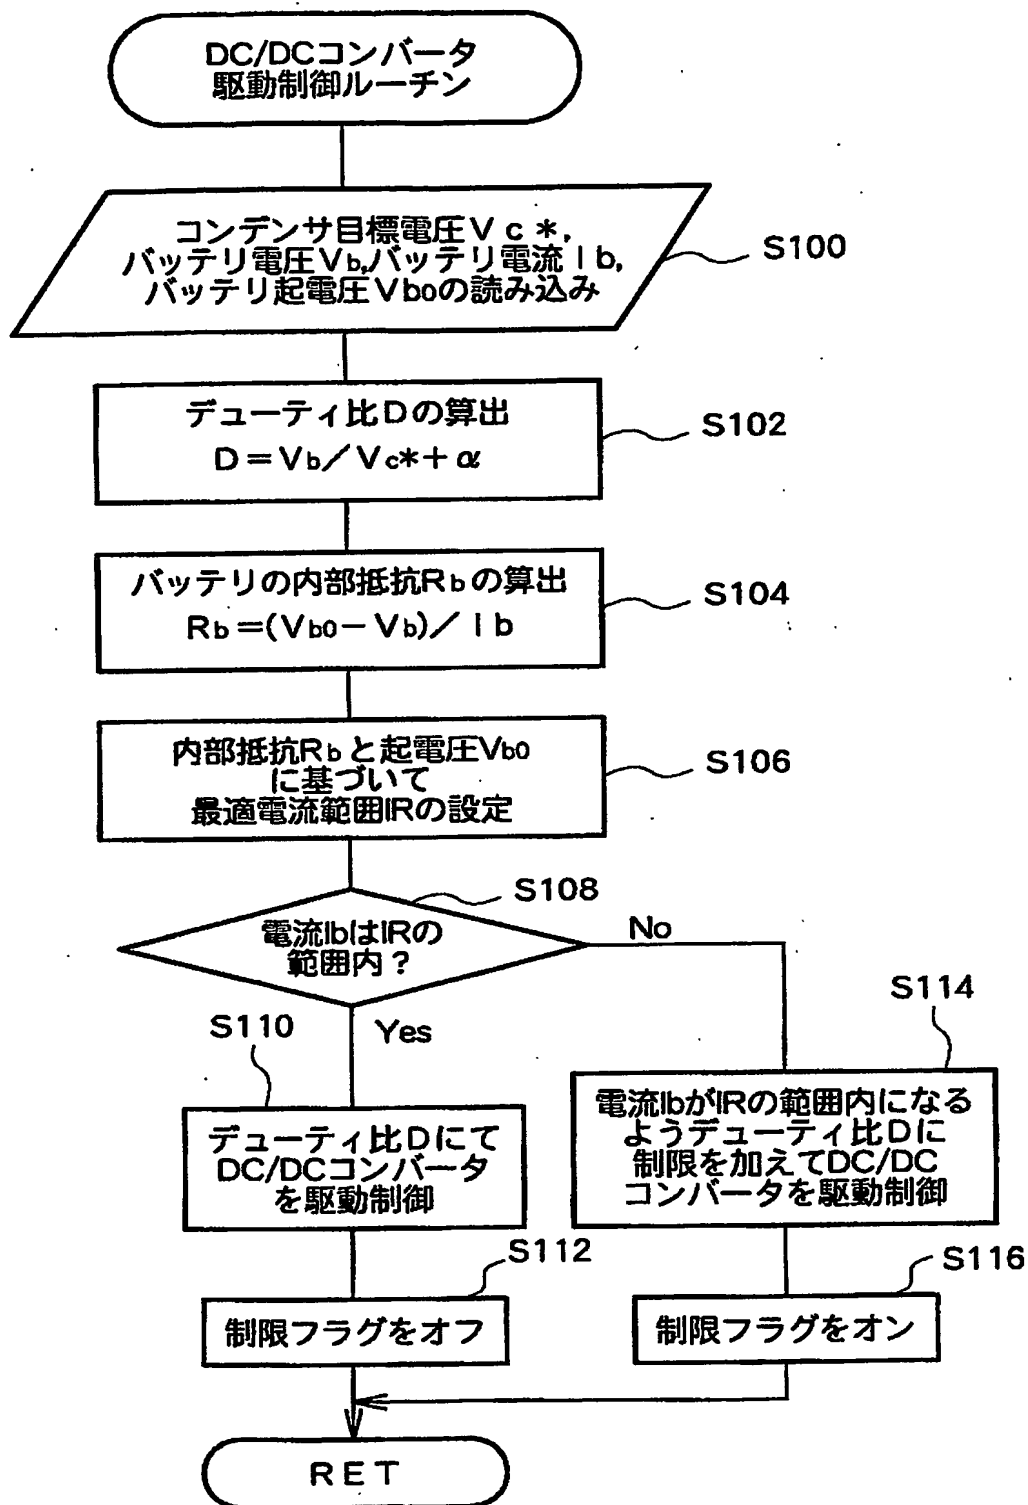 DC/DCコンバータ
駆動制御ルーチン
コンデンサ目標電圧Vc*,
バッテリ電圧Vb,バッテリ電流Ib,
バッテリ起電圧Vb0の読み込み
S100
デューティ比Dの算出
D=Vb/Vc*+α
S102
バッテリの内部抵抗Rbの算出
Rb=(Vb0-Vb)/Ib
S104
内部抵抗Rbと起電圧Vb0
に基づいて
最適電流範囲IRの設定
S106
S108
電流IbはIRの
範囲内?
No
Yes
S110
デューティ比Dにて
DC/DCコンバータ
を駆動制御
S114
電流IbがIRの範囲内になる
ようデューティ比Dに
制限を加えてDC/DC
コンバータを駆動制御
S112
制限フラグをオフ
S116
制限フラグをオン
RET